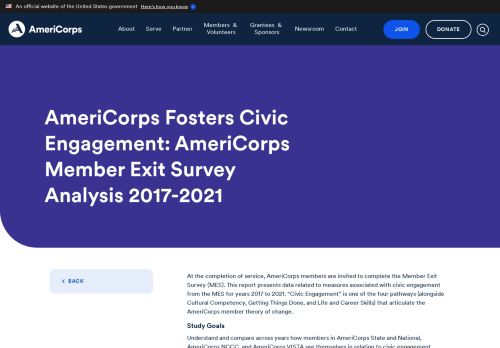 An official website of the United States government Here's how you know
AmeriCorps
About
Serve
Partner
Members &
Volunteers
Grantees &
Sponsors
Newsroom
Contact
JOIN
DONATE
AmeriCorps Fosters Civic
Engagement: AmeriCorps
Member Exit Survey
Analysis 2017-2021
BACK
At the completion of service, AmeriCorps members are invited to complete the Member Exit
Survey (MES). This report presents data related to measures associated with civic engagement
from the MES for years 2017 to 2021. “Civic Engagement” is one of the four pathways (alongside
Cultural Competency, Getting Things Done, and Life and Career Skills) that articulate the
AmeriCorps member theory of change.
Study Goals
Understand and compare across years how members in AmeriCorps State and National,
AmeriCorps NCCC, and AmeriCorps VISTA see themselves in relation to civic engagement